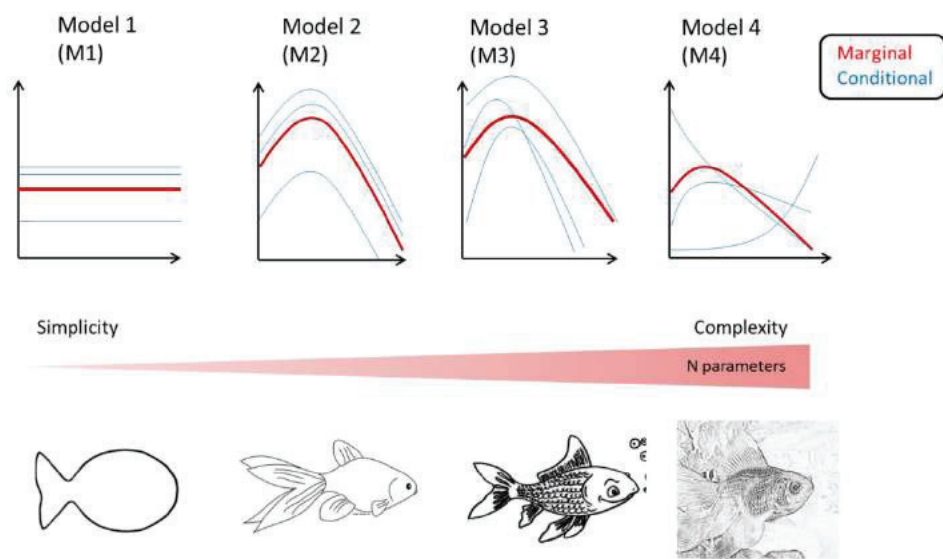 Model 1
(M1)
Model 2
(M2)
Model 3
(M3)
Model 4
(M4)
Marginal
Conditional
Simplicity
Complexity
N parameters